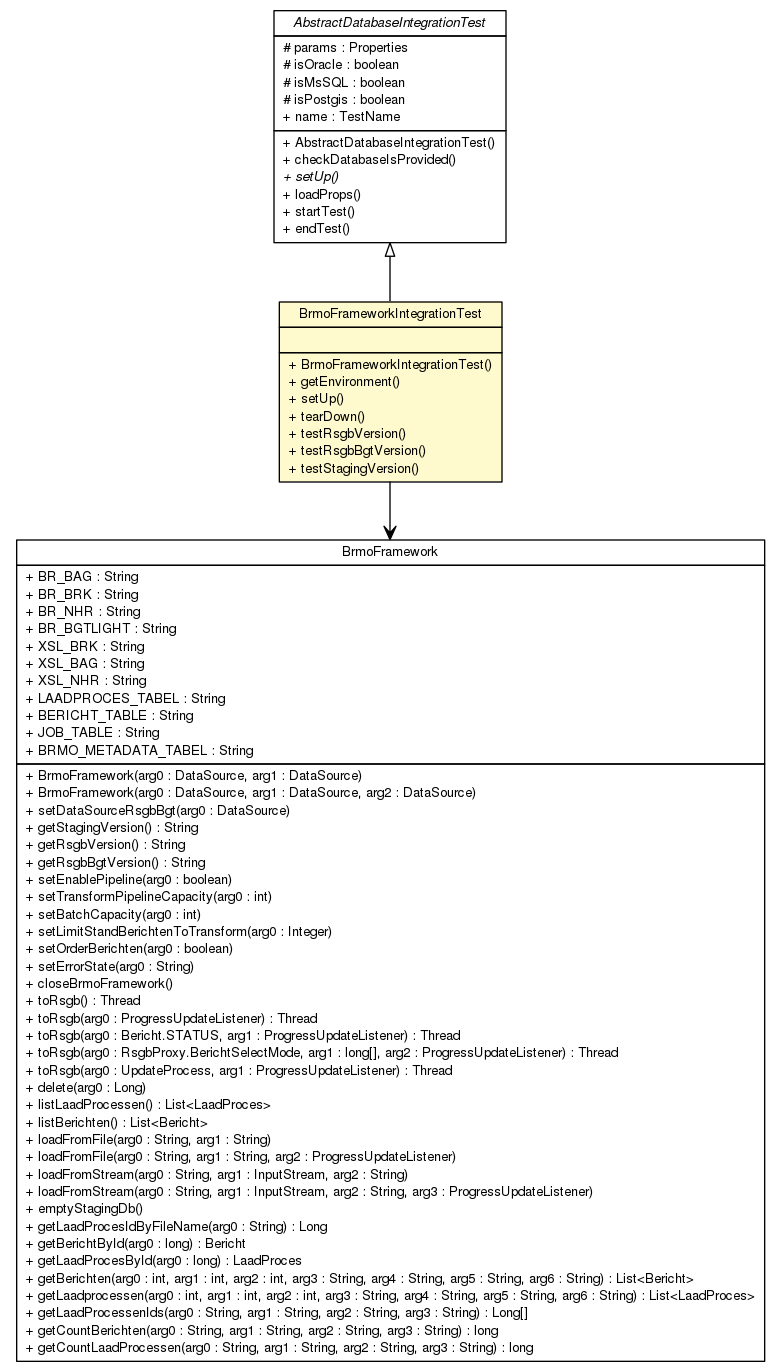 AbstractDatabaseIntegrationTest
# params : Properties
# isOracle : boolean
# isMsSQL : boolean
# isPostgis : boolean
+ name : TestName
+ AbstractDatabaseIntegrationTest()
+ checkDatabaseIsProvided()
+ setUp()
+ loadProps()
+ startTest()
+ endTest()
BrmoFrameworkIntegrationTest
+ BrmoFrameworkIntegrationTest()
+ getEnvironment()
+ setUp()
+ tearDown()
+ testRsgbVersion()
+ testRsgbBgtVersion()
+ testStagingVersion()
BrmoFramework
+ BR_BAG : String
+ BR_BRK : String
+ BR_NHR : String
+ BR_BGTLIGHT : String
+ XSL_BRK : String
+ XSL_BAG : String
+ XSL_NHR : String
+ LAADPROCES_TABEL : String
+ BERICHT_TABLE : String
+ JOB_TABLE : String
+ BRMO_METADATA_TABEL : String
+ BrmoFramework(arg0 : DataSource, arg1 : DataSource)
+ BrmoFramework(arg0 : DataSource, arg1 : DataSource, arg2 : DataSource)
+ setDataSourceRsgbBgt(arg0 : DataSource)
+ getStagingVersion() : String
+ getRsgbVersion() : String
+ getRsgbBgtVersion() : String
+ setEnablePipeline(arg0 : boolean)
+ setTransformPipelineCapacity(arg0 : int)
+ setBatchCapacity(arg0 : int)
+ setLimitStandBerichtenToTransform(arg0 : Integer)
+ setOrderBerichten(arg0 : boolean)
+ setErrorState(arg0 : String)
+ closeBrmoFramework()
+ toRsgb() : Thread
+ toRsgb(arg0 : ProgressUpdateListener) : Thread
+ toRsgb(arg0 : Bericht.STATUS, arg1 : ProgressUpdateListener) : Thread
+ toRsgb(arg0 : RsgbProxy.BerichtSelectMode, arg1 : long[], arg2 : ProgressUpdateListener) : Thread
+ toRsgb(arg0 : UpdateProcess, arg1 : ProgressUpdateListener) : Thread
+ delete(arg0 : Long)
+ listLaadProcessen() : List<LaadProces>
+ listBerichten() : List<Bericht>
+ loadFromFile(arg0 : String, arg1 : String)
+ loadFromFile(arg0 : String, arg1 : String, arg2 : ProgressUpdateListener)
+ loadFromStream(arg0 : String, arg1 : InputStream, arg2 : String)
+ loadFromStream(arg0 : String, arg1 : InputStream, arg2 : String, arg3 : ProgressUpdateListener)
+ emptyStagingDb()
+ getLaadProcesIdByFileName(arg0 : String) : Long
+ getBerichtById(arg0 : long) : Bericht
+ getLaadProcesById(arg0 : long) : LaadProces
+ getBerichten(arg0 : int, arg1 : int, arg2 : int, arg3 : String, arg4 : String, arg5 : String, arg6 : String) : List<Bericht>
+ getLaadprocessen(arg0 : int, arg1 : int, arg2 : int, arg3 : String, arg4 : String, arg5 : String, arg6 : String) : List<LaadProces>
+ getLaadProcessenIds(arg0 : String, arg1 : String, arg2 : String, arg3 : String) : Long[]
+ getCountBerichten(arg0 : String, arg1 : String, arg2 : String, arg3 : String) : long
+ getCountLaadProcessen(arg0 : String, arg1 : String, arg2 : String, arg3 : String) : long